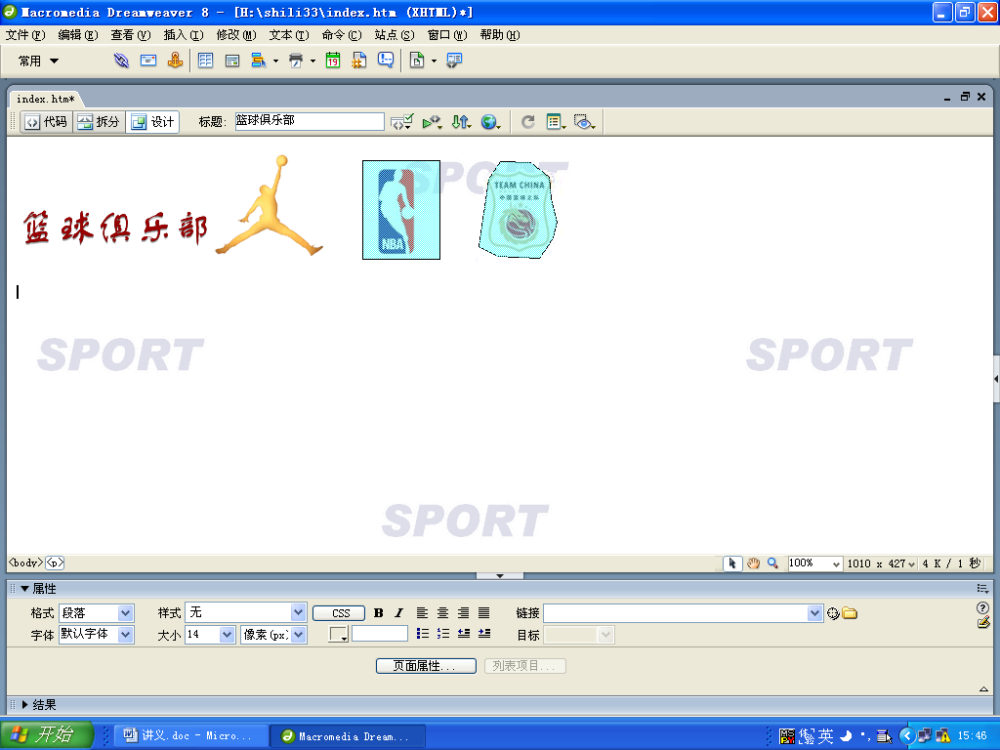 Macromedia Dreamweaver 8 - [H:\shili33\index.htm (XHTML)*]
文件(F) 编辑(E) 查看(V) 插入(I) 修改(M) 文本(T) 命令(C) 站点(S) 窗口(W) 帮助(H)
常用
19
index.htm*
代码 拆分 设计 标题: 篮球俱乐部
SPORT
TEAM CHINA
篮球俱乐部
NBA
SPORT SPORT
SPORT
<body> <p> 100% 1010 x 427 4 K / 1 秒
属性
格式 段落 样式 无 CSS B I 链接
字体 默认字体 大小 14 像素(px) 目标
页面属性... 列表项目...
结果
开始 讲义.doc - Micro... Macromedia Dream... 英 15:46